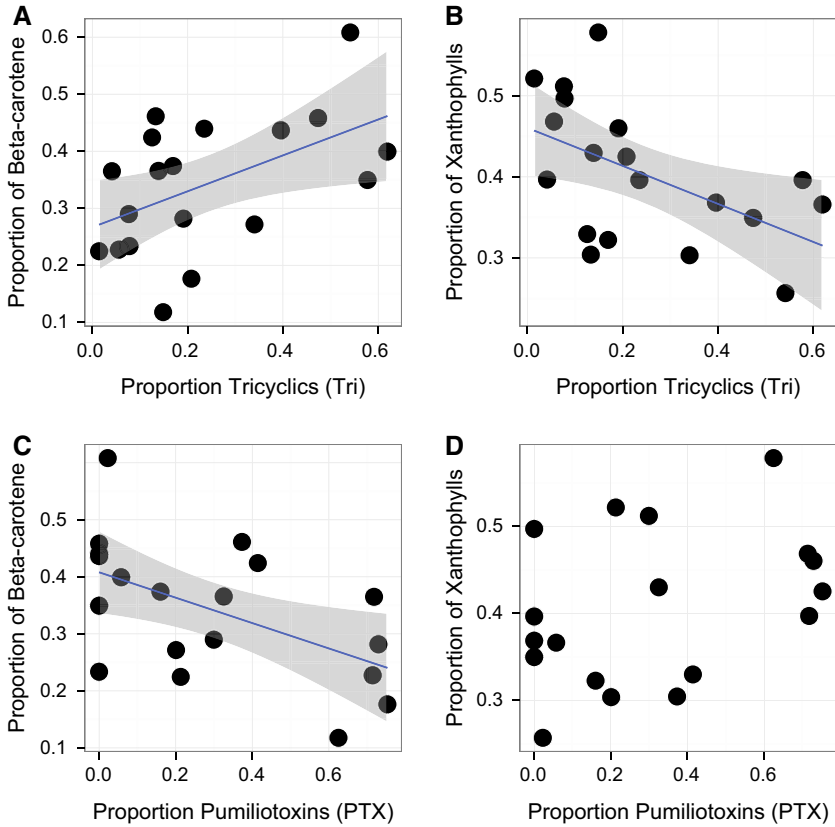 A
Proportion of Beta-carotene
0.6
0.5
0.4
0.3
0.2
0.1
0.0 0.2 0.4 0.6
Proportion Tricyclics (Tri)
B
Proportion of Xanthophylls
0.5
0.4
0.3
0.0 0.2 0.4 0.6
Proportion Tricyclics (Tri)
C
Proportion of Beta-carotene
0.5
0.4
0.3
0.2
0.1
0.0 0.2 0.4 0.6
Proportion Pumiliotoxins (PTX)
D
Proportion of Xanthophylls
0.5
0.4
0.3
0.0 0.2 0.4 0.6
Proportion Pumiliotoxins (PTX)